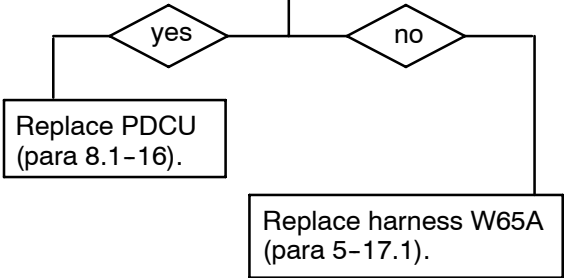 yes
no
Replace PDCU
(para 8.1-16).
Replace harness W65A
(para 5-17.1).